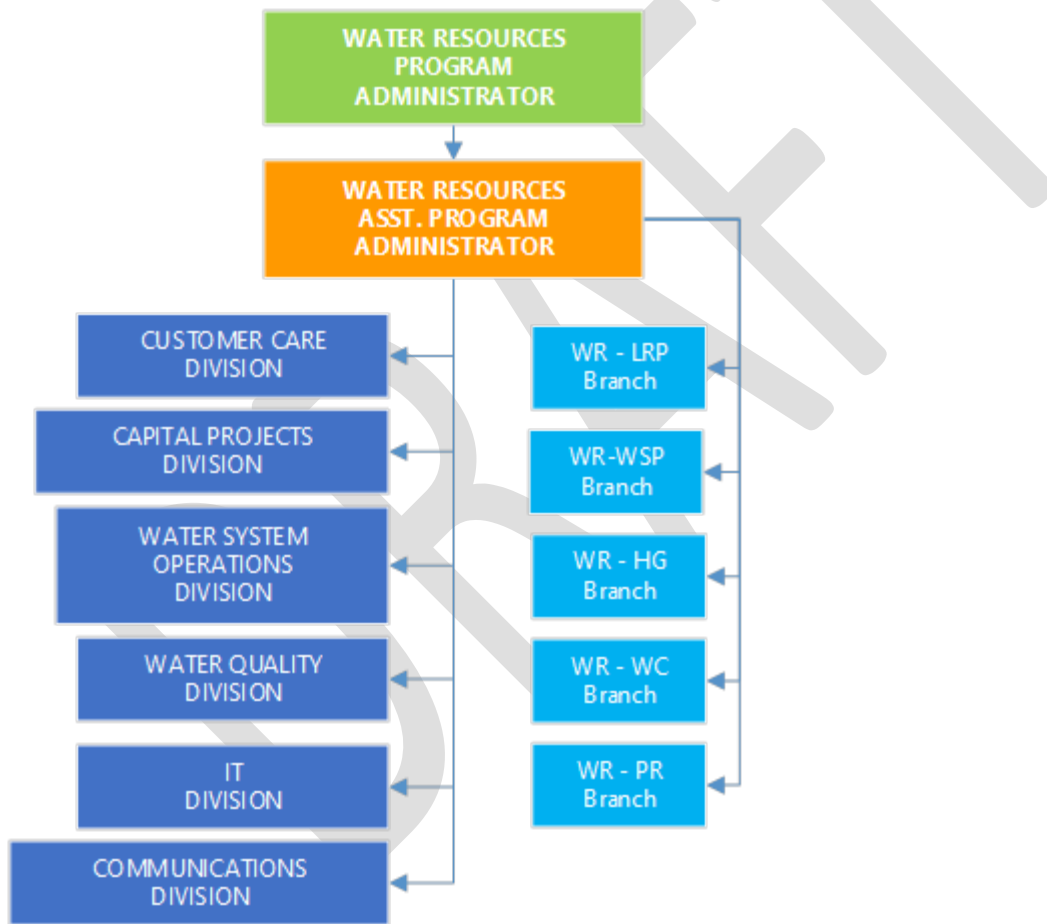 WATER RESOURCES
PROGRAM
ADMINISTRATOR
WATER RESOURCES
ASST. PROGRAM
ADMINISTRATOR
CUSTOMER CARE
DIVISION
CAPITAL PROJECTS
DIVISION
WATER SYSTEM
OPERATIONS
DIVISION
WATER QUALITY
DIVISION
IT
DIVISION
COMMUNICATIONS
DIVISION
WR - LRP
Branch
WR-WSP
Branch
WR - HG
Branch
WR - WC
Branch
WR - PR
Branch
DRAFT